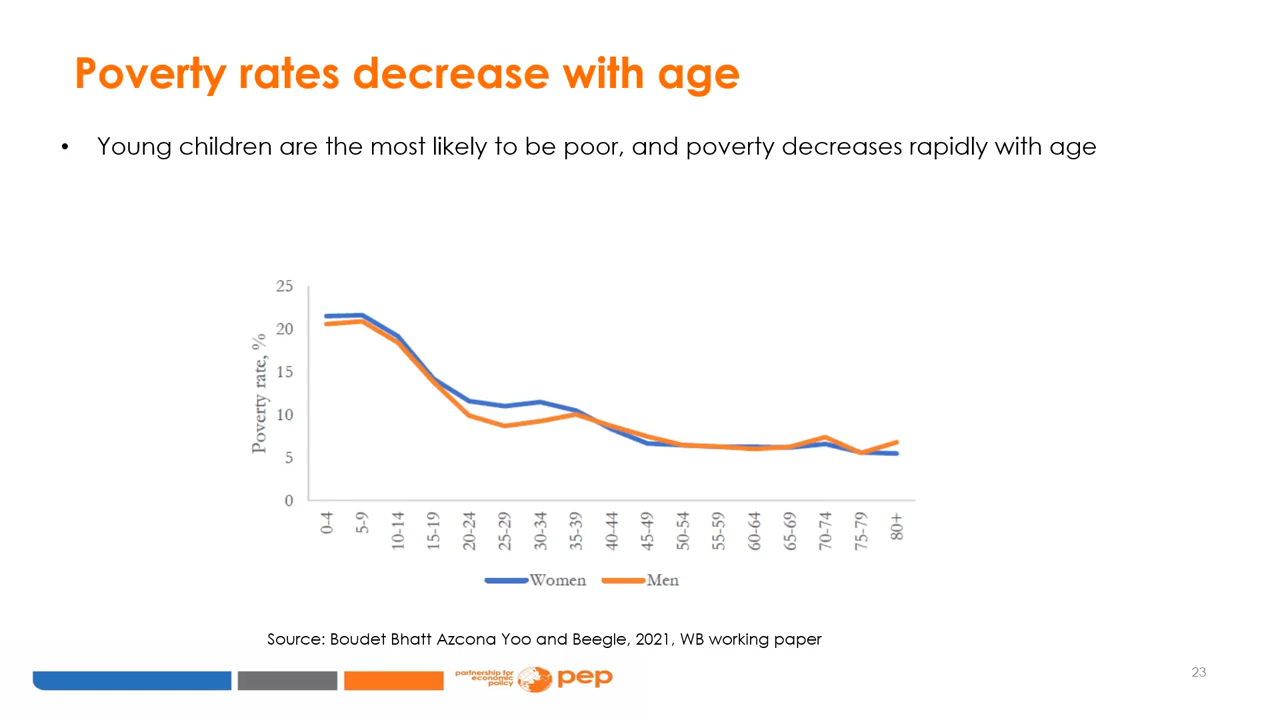 Poverty rates decrease with age
• Young children are the most likely to be poor, and poverty decreases rapidly with age
Poverty rate, %
25
20
15
10
5
0
0-4
5-9
10-14
15-19
20-24
25-29
30-34
35-39
40-44
45-49
50-54
55-59
60-64
65-69
70-74
75-79
80+
Women
Men
Source: Boudet Bhatt Azcona Yoo and Beegle, 2021, WB working paper
partnership for
economic
policy
pep
23